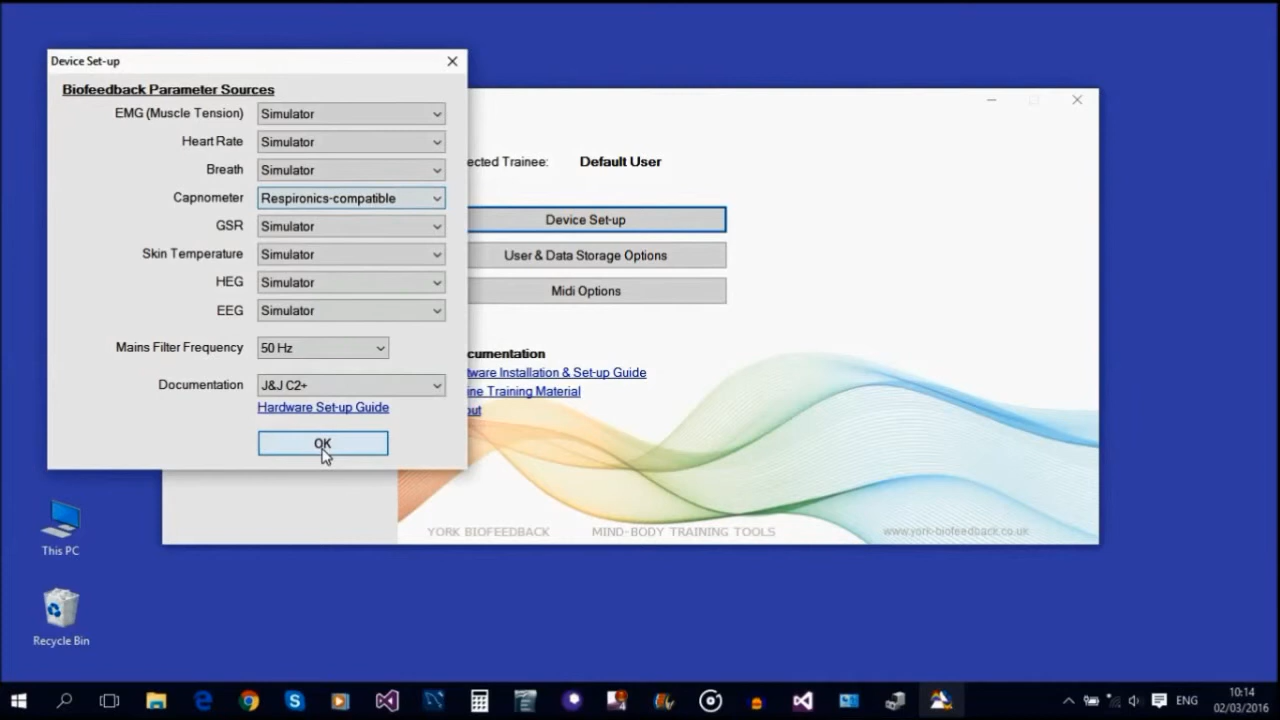 Device Set-up
Biofeedback Parameter Sources
EMG (Muscle Tension) Simulator
Heart Rate Simulator
Breath Simulator
Capnometer Respironics-compatible
GSR Simulator
Skin Temperature Simulator
HEG Simulator
EEG Simulator
Mains Filter Frequency 50 Hz
Documentation J&J C2+
Hardware Set-up Guide
OK
ected Trainee: Default User
Device Set-up
User & Data Storage Options
Midi Options
cumentation
tware Installation & Set-up Guide
ine Training Material
out
YORK BIOFEEDBACK MIND-BODY TRAINING TOOLS www.york-biofeedback.co.uk
This PC
Recycle Bin
ENG
10:14
02/03/2016